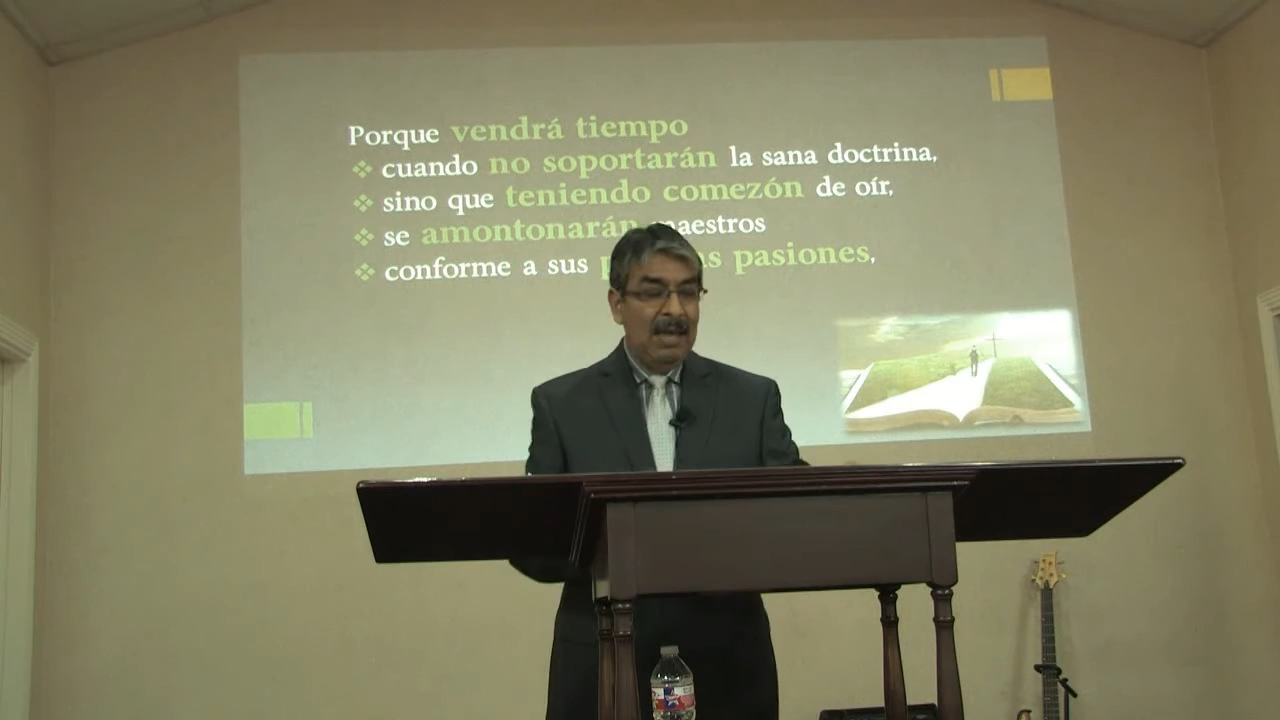 Porque vendrá tiempo
cuando no soportarán la sana doctrina,
sino que teniendo comezón de oír,
se amontonarán maestros
conforme a sus pasiones,